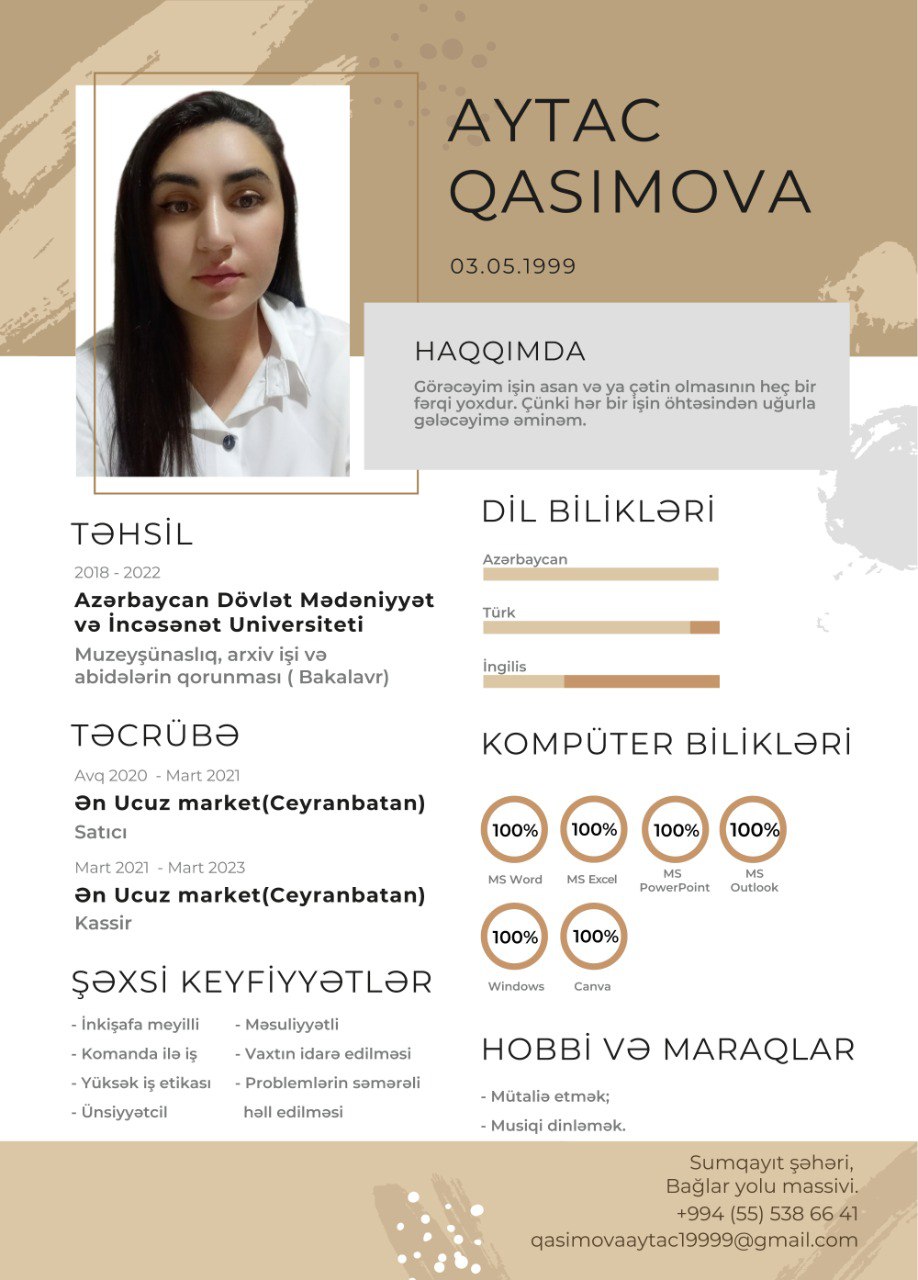 AYTAC
QASIMOVA
03.05.1999
HAQQIMDA
Görəcəyim işin asan və ya çətin olmasının heç bir
fərqi yoxdur. Çünki hər bir işin öhtəsindən uğurla
gələcəyimə əminəm.
TƏHSİL
2018 - 2022
Azərbaycan Dövlət Mədəniyyət
və İncəsənət Universiteti
Muzeyşünaslıq, arxiv işi və
abidələrin qorunması ( Bakalavr)
TƏCRÜBƏ
Avq 2020 - Mart 2021
Ən Ucuz market(Ceyranbatan)
Satıcı
Mart 2021 - Mart 2023
Ən Ucuz market(Ceyranbatan)
Kassir
ŞƏXSİ KEYFİYYƏTLƏR
- İnkişafa meyilli
- Komanda ilə iş
- Yüksək iş etikası
- Ünsiyyətcil
- Məsuliyyətli
- Vaxtın idarə edilməsi
- Problemlərin səmərəli
həll edilməsi
DİL BİLİKLƏRİ
Azərbaycan
Türk
İngilis
KOMPÜTER BİLİKLƏRİ
100% 100% 100% 100%
MS Word MS Excel MS PowerPoint MS Outlook
100% 100%
Windows Canva
HOBBİ VƏ MARAQLAR
- Mütaliə etmək;
- Musiqi dinləmək.
Sumqayıt şəhəri,
Bağlar yolu massivi.
+994 (55) 538 66 41
qasimovaaytac19999@gmail.com